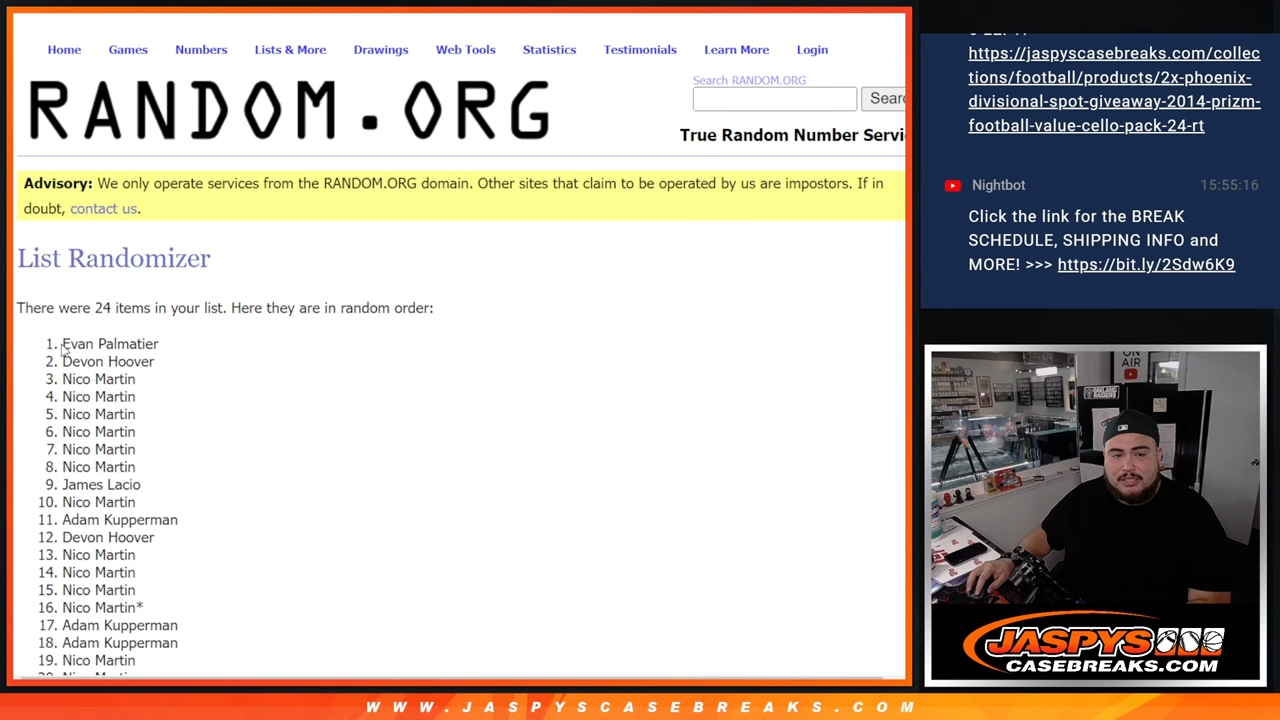 Home Games Numbers Lists & More Drawings Web Tools Statistics Testimonials Learn More Login
RANDOM.ORG
Search RANDOM.ORG
Searc
True Random Number Servi
Advisory: We only operate services from the RANDOM.ORG domain. Other sites that claim to be operated by us are impostors. If in
doubt, contact us.
List Randomizer
There were 24 items in your list. Here they are in random order:
1. Evan Palmatier
2. Devon Hoover
3. Nico Martin
4. Nico Martin
5. Nico Martin
6. Nico Martin
7. Nico Martin
8. Nico Martin
9. James Lacio
10. Nico Martin
11. Adam Kupperman
12. Devon Hoover
13. Nico Martin
14. Nico Martin
15. Nico Martin
16. Nico Martin*
17. Adam Kupperman
18. Adam Kupperman
19. Nico Martin
https://jaspyscasebreaks.com/collec
tions/football/products/2x-phoenix-
divisional-spot-giveaway-2014-prizm-
football-value-cello-pack-24-rt
Nightbot 15:55:16
Click the link for the BREAK
SCHEDULE, SHIPPING INFO and
MORE! >>> https://bit.ly/2Sdw6K9
ON
AIR
JASPYS
CASEBREAKS.COM
WWW.JASPYSCASEBREAKS.COM